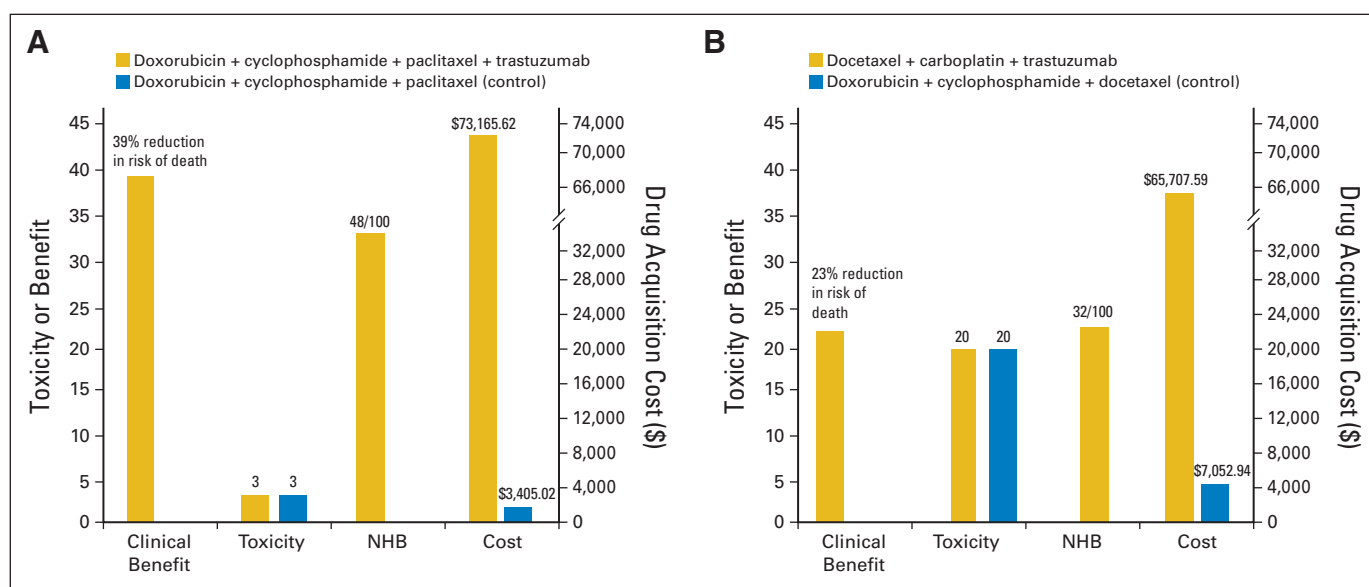 A
Doxorubicin + cyclophosphamide + paclitaxel + trastuzumab
Doxorubicin + cyclophosphamide + paclitaxel (control)
Toxicity or Benefit
45
40
35
30
25
20
15
10
5
0
39% reduction
in risk of death
3
3
48/100
$73,165.62
$3,405.02
74,000
70,000
66,000
32,000
28,000
24,000
20,000
16,000
12,000
8,000
4,000
0
Drug Acquisition Cost ($)
Clinical
Benefit
Toxicity
NHB
Cost
B
Docetaxel + carboplatin + trastuzumab
Doxorubicin + cyclophosphamide + docetaxel (control)
Toxicity or Benefit
45
40
35
30
25
20
15
10
5
0
23% reduction
in risk of
death
20
20
32/100
$65,707.59
$7,052.94
74,000
70,000
66,000
32,000
28,000
24,000
20,000
16,000
12,000
8,000
4,000
0
Drug Acquisition Cost ($)
Clinical
Benefit
Toxicity
NHB
Cost